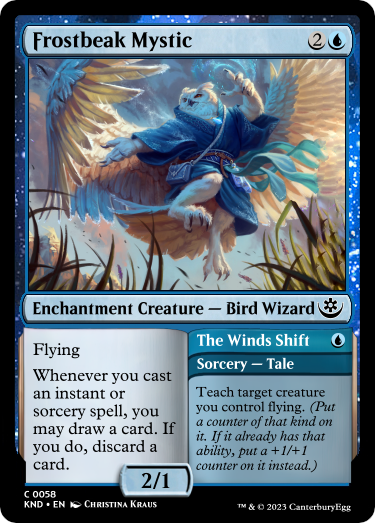 Frostbeak Mystic 2
Enchantment Creature — Bird Wizard
Flying
Whenever you cast
an instant or
sorcery spell, you
may draw a card. If
you do, discard a
card.
The Winds Shift
Sorcery — Tale
Teach target creature
you control flying. (Put
a counter of that kind on
it. If it already has that
ability, put a +1/+1
counter on it instead.)
2/1
C 0058
KND • EN Christina Kraus
™ & © 2023 CanterburyEgg